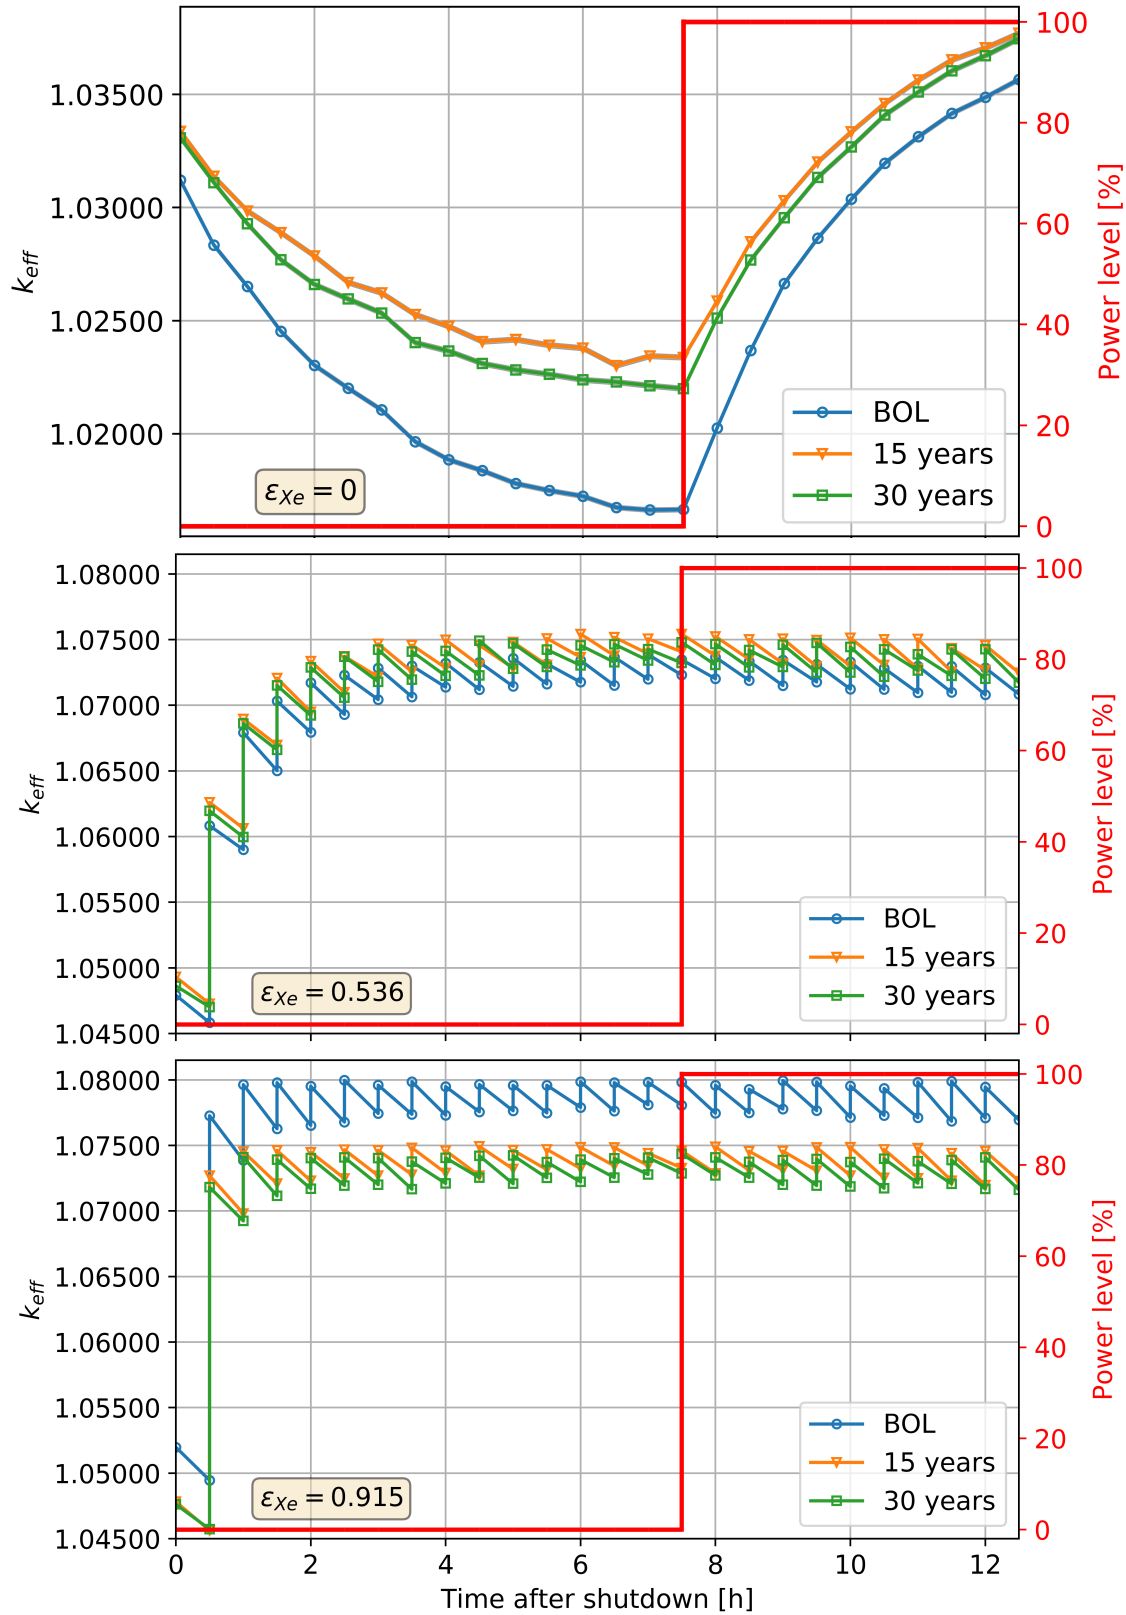 1.03500
1.03000
1.02500
1.02000
k_eff
100
80
60
40
20
0
Power level [%]
ε_Xe = 0
BOL
15 years
30 years
1.08000
1.07500
1.07000
1.06500
1.06000
1.05500
1.05000
1.04500
k_eff
100
80
60
40
20
0
Power level [%]
ε_Xe = 0.536
BOL
15 years
30 years
1.08000
1.07500
1.07000
1.06500
1.06000
1.05500
1.05000
1.04500
k_eff
100
80
60
40
20
0
Power level [%]
ε_Xe = 0.915
BOL
15 years
30 years
0 2 4 6 8 10 12
Time after shutdown [h]